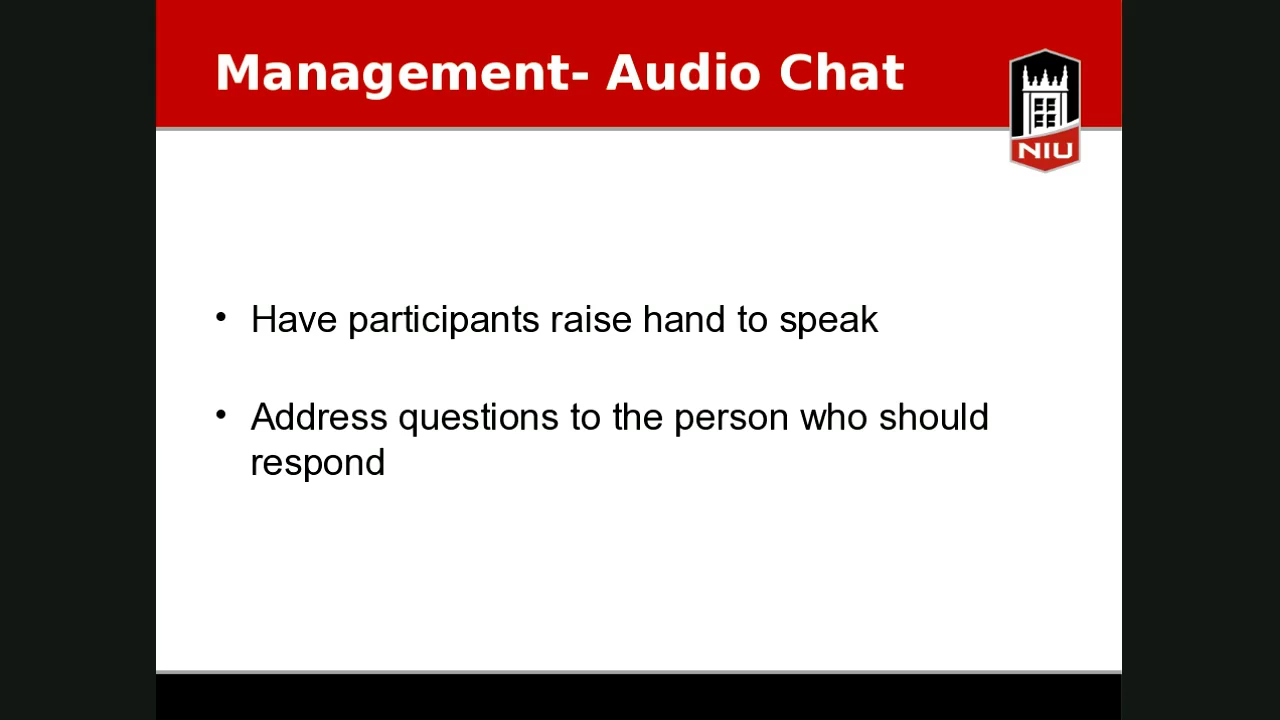 Management- Audio Chat
NIU
• Have participants raise hand to speak
• Address questions to the person who should
respond